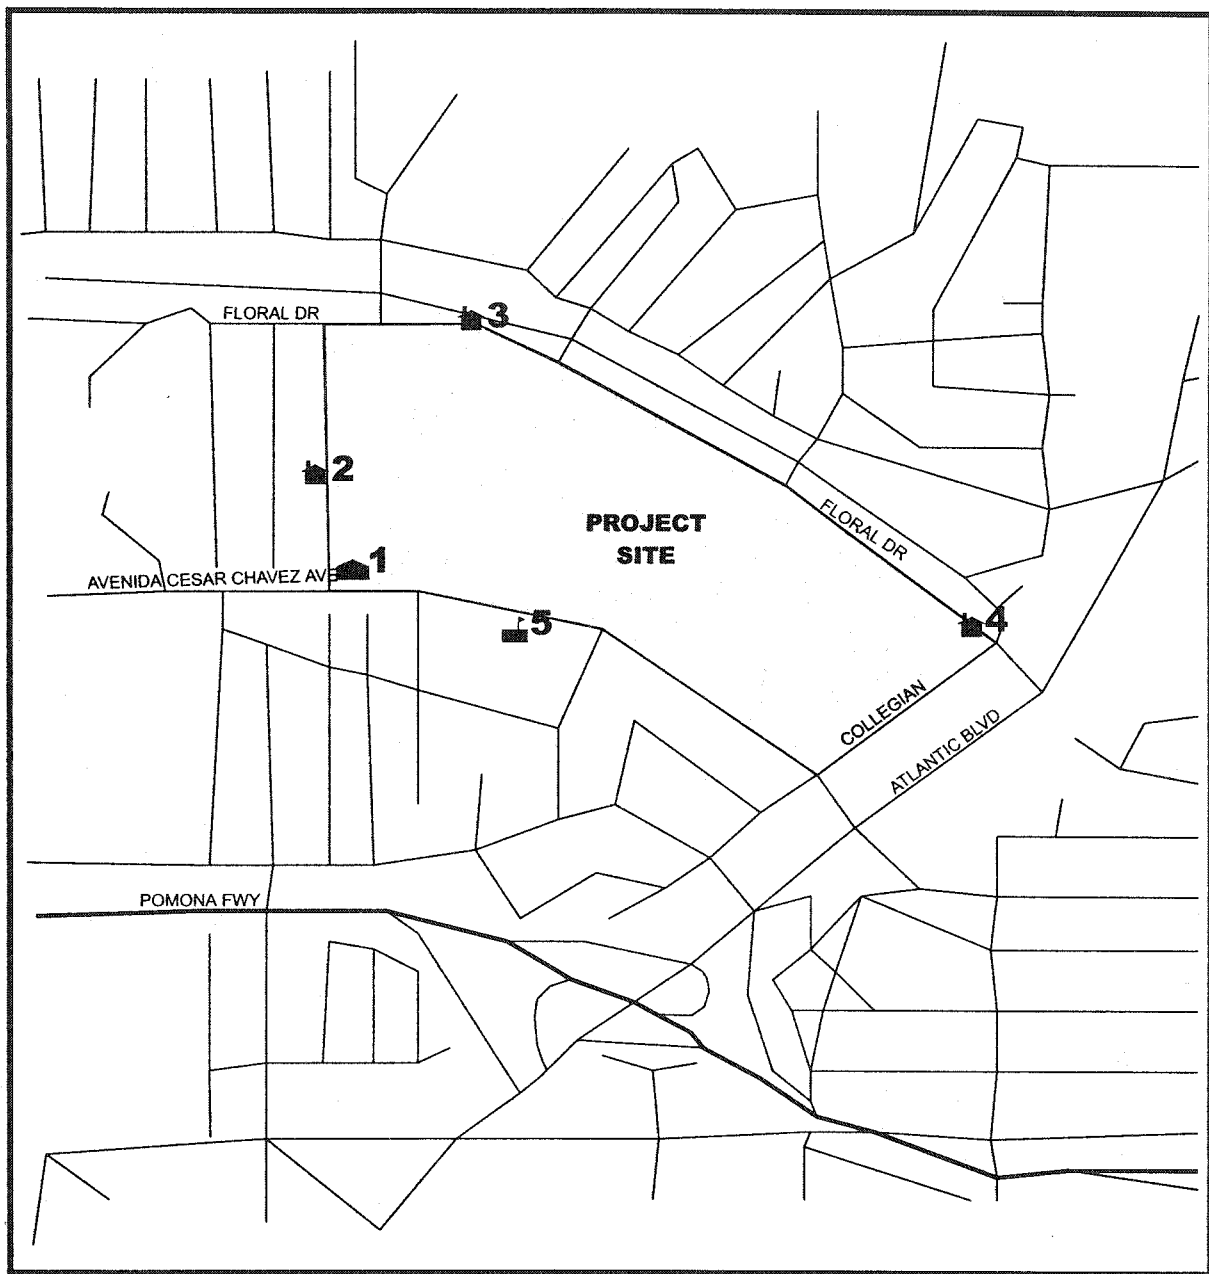 FLORAL DR
3
2
PROJECT
SITE
FLORAL DR
1
AVENIDA CESAR CHAVEZ AVE
5
4
COLLEGIAN
ATLANTIC BLVD
POMONA FWY